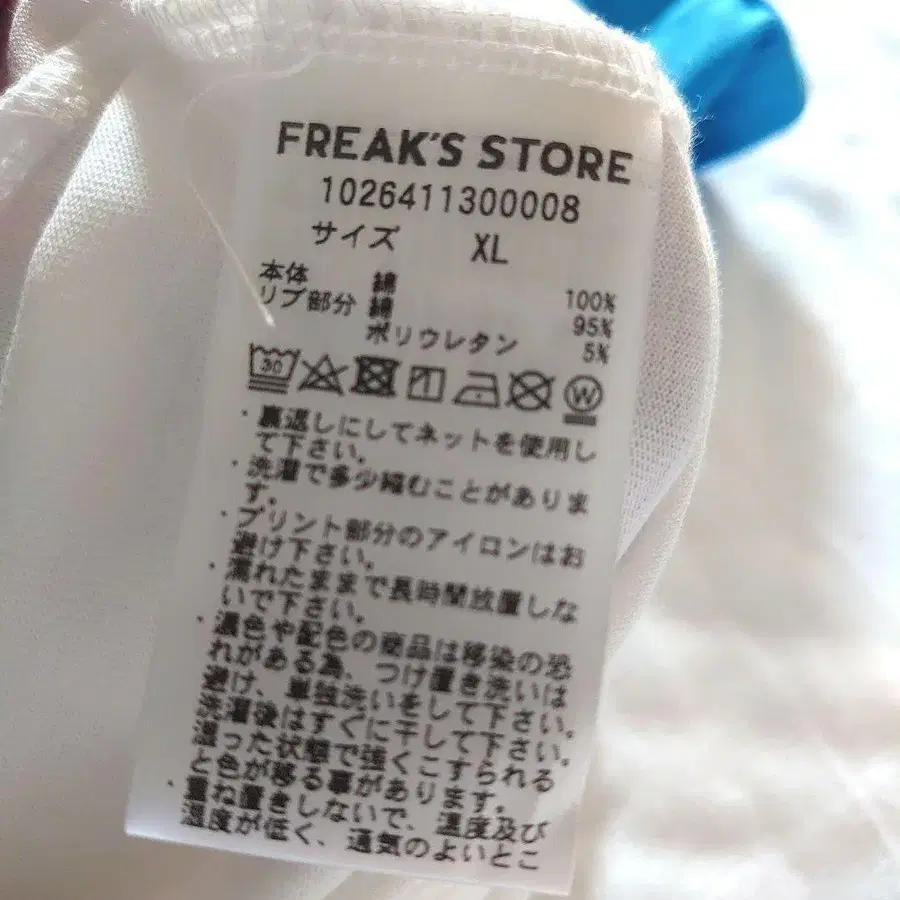 FREAK'S STORE
1026411300008
サイズ XL
本体 綿 100%
リブ部分 綿 95%
ポリウレタン 5%
30 W
・裏返しにしてネットを使用し
て下さい。
・洗濯で多少縮むことがありま
す。
・プリント部分のアイロンはお
避け下さい。
・濡れたままで長時間放置しな
いで下さい。
・濃色や配色の商品は移染の恐
れがある為、つけ置き洗いは
避け、単独洗いをして下さい。
洗濯後はすぐに干して下さい。
湿った状態で強くこすられる
と色が移る事があります。
・重ね置きしないで、温度及び
湿度が低く、通気のよいとこ